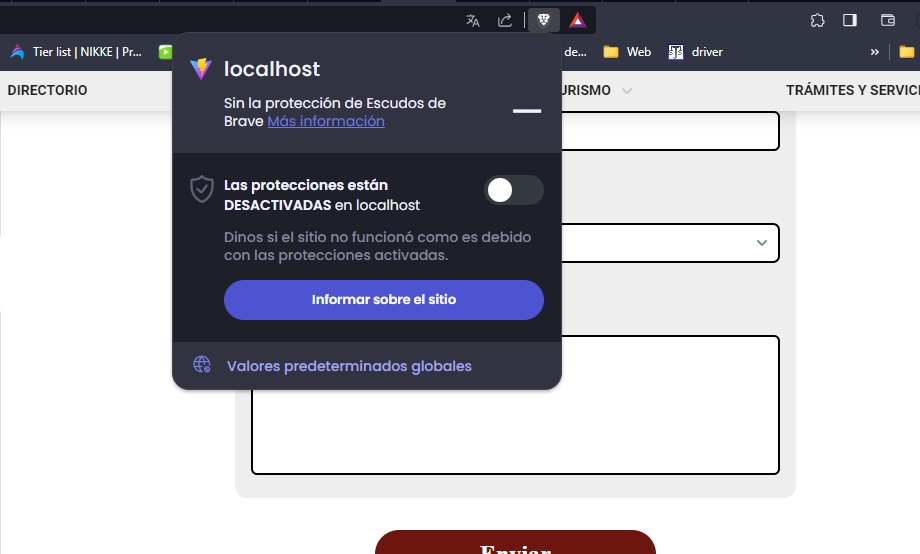 Tier list | NIKKE | Pr...
de...
Web
driver
»
DIRECTORIO
URISMO
TRÁMITES Y SERVIC
localhost
Sin la protección de Escudos de
Brave Más información
Las protecciones están
DESACTIVADAS en localhost
Dinos si el sitio no funcionó como es debido
con las protecciones activadas.
Informar sobre el sitio
Valores predeterminados globales
Enviar